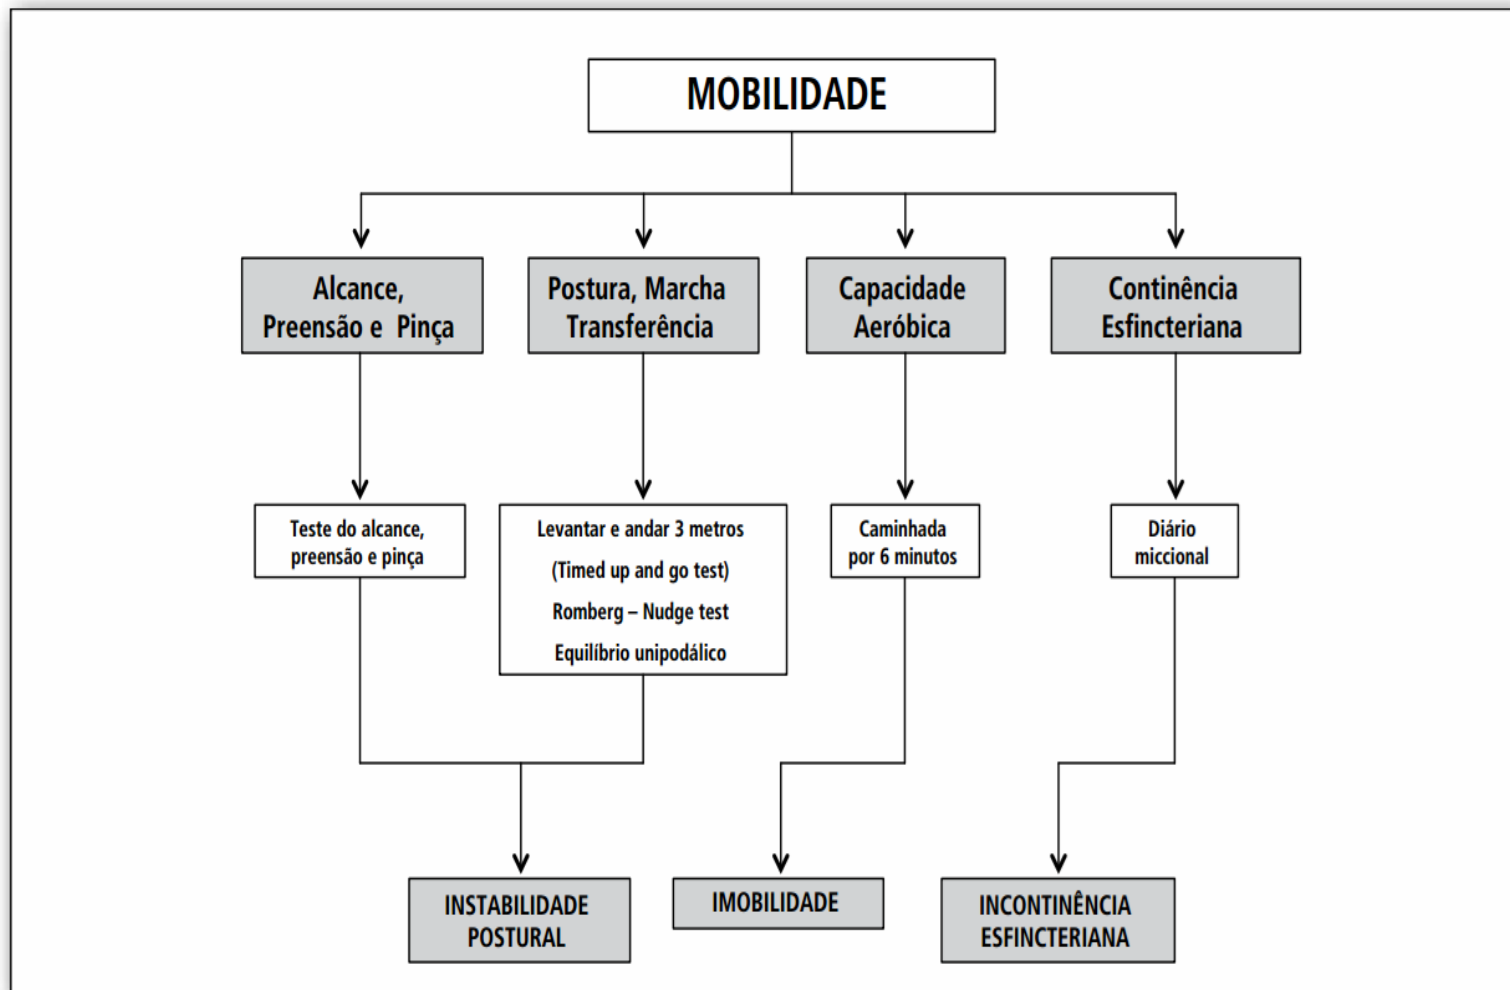 MOBILIDADE
Alcance,
Preensão e Pinça
Postura, Marcha
Transferência
Capacidade
Aeróbica
Continência
Esfincteriana
Teste do alcance,
preensão e pinça
Levantar e andar 3 metros
(Timed up and go test)
Romberg – Nudge test
Equilíbrio unipodálico
Caminhada
por 6 minutos
Diário
miccional
INSTABILIDADE
POSTURAL
IMOBILIDADE
INCONTINÊNCIA
ESFINCTERIANA